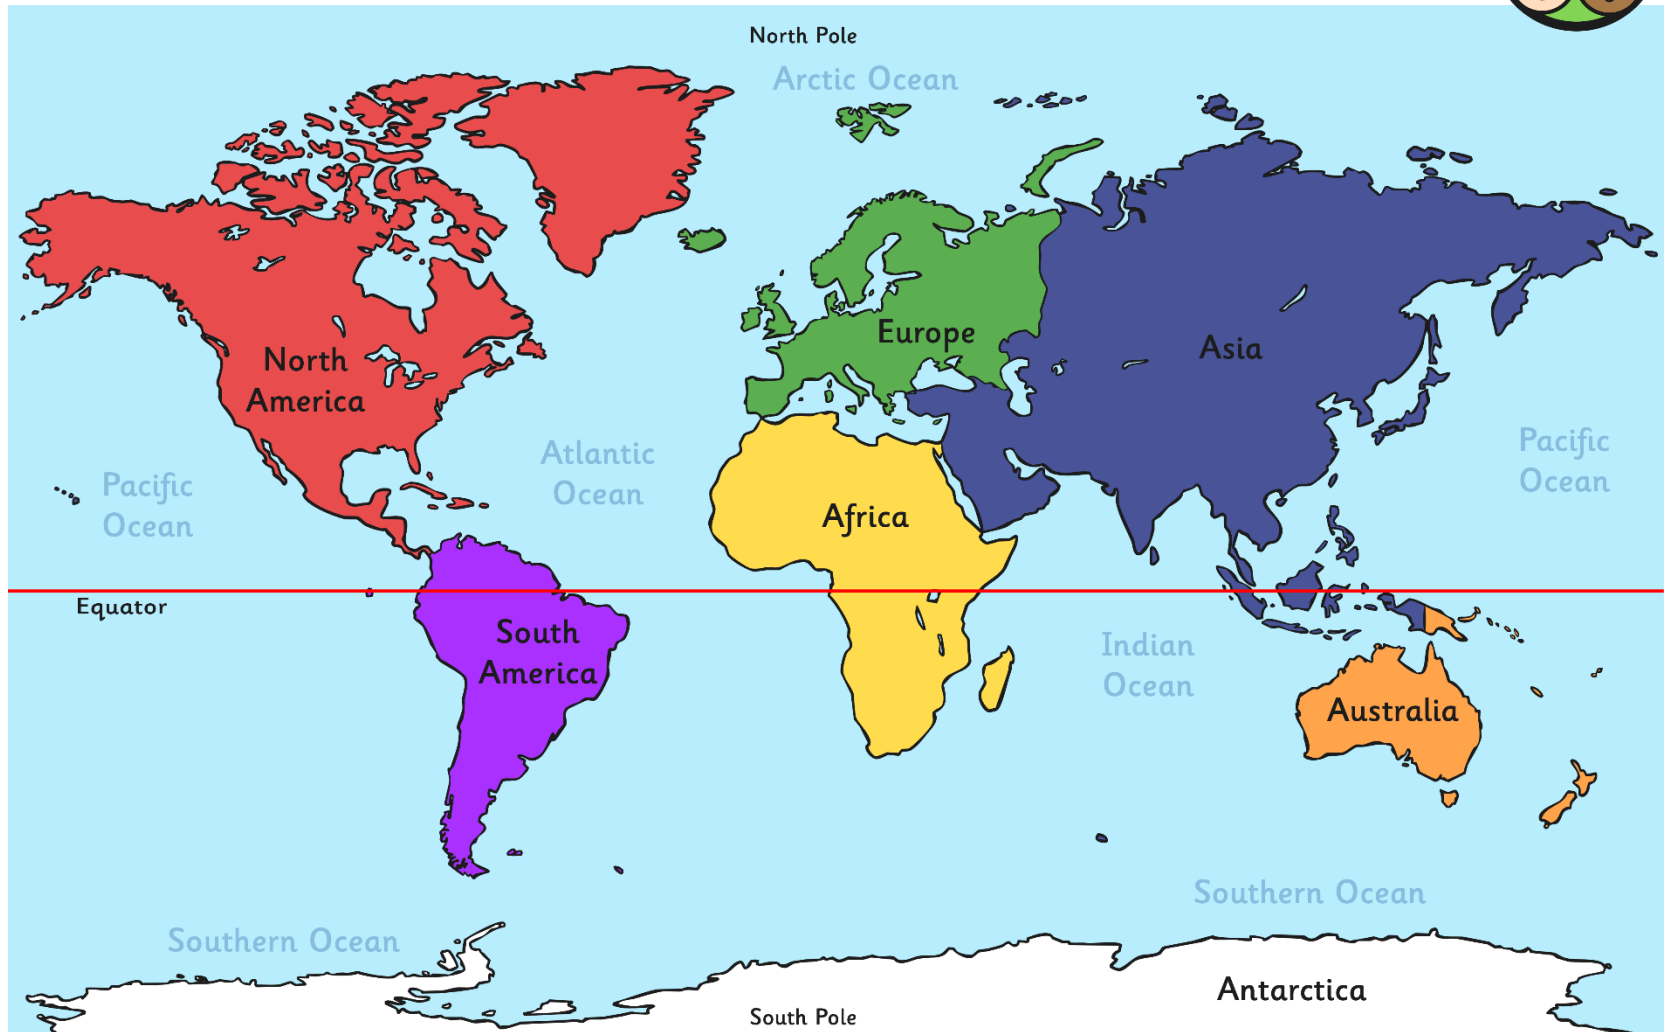 North Pole
Arctic Ocean
North
America
Europe
Asia
Atlantic
Ocean
Pacific
Ocean
Pacific
Ocean
Africa
Equator
South
America
Indian
Ocean
Australia
Southern Ocean
Southern Ocean
Antarctica
South Pole